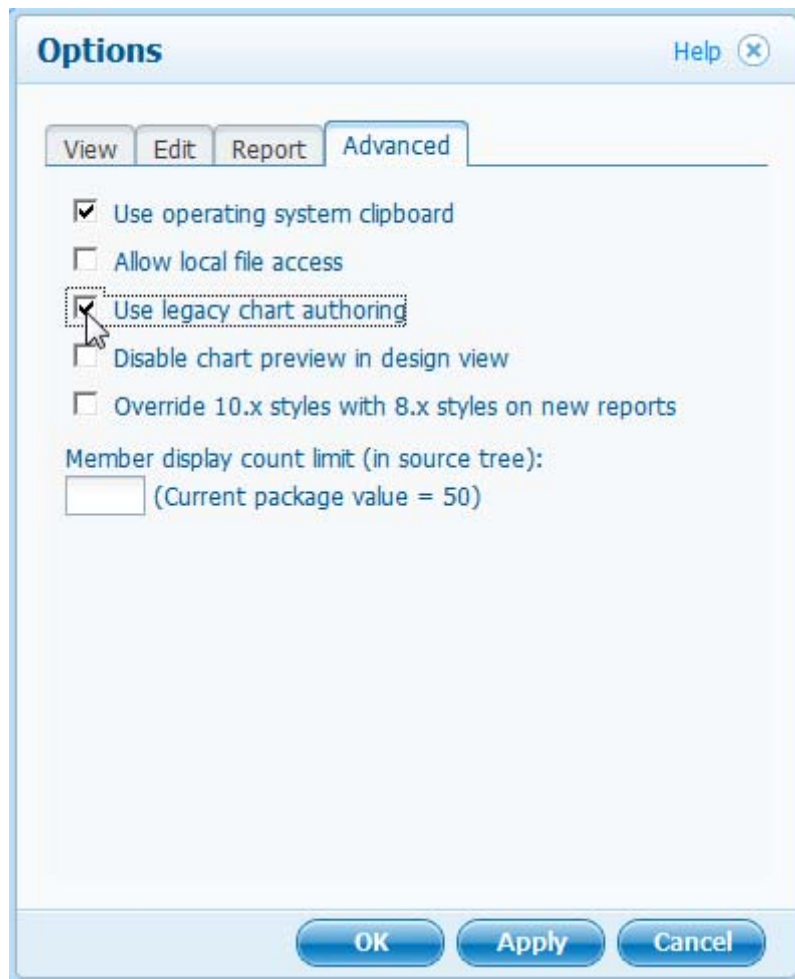 Options
Help
View Edit Report Advanced
Use operating system clipboard
Allow local file access
Use legacy chart authoring
Disable chart preview in design view
Override 10.x styles with 8.x styles on new reports
Member display count limit (in source tree):
(Current package value = 50)
OK Apply Cancel